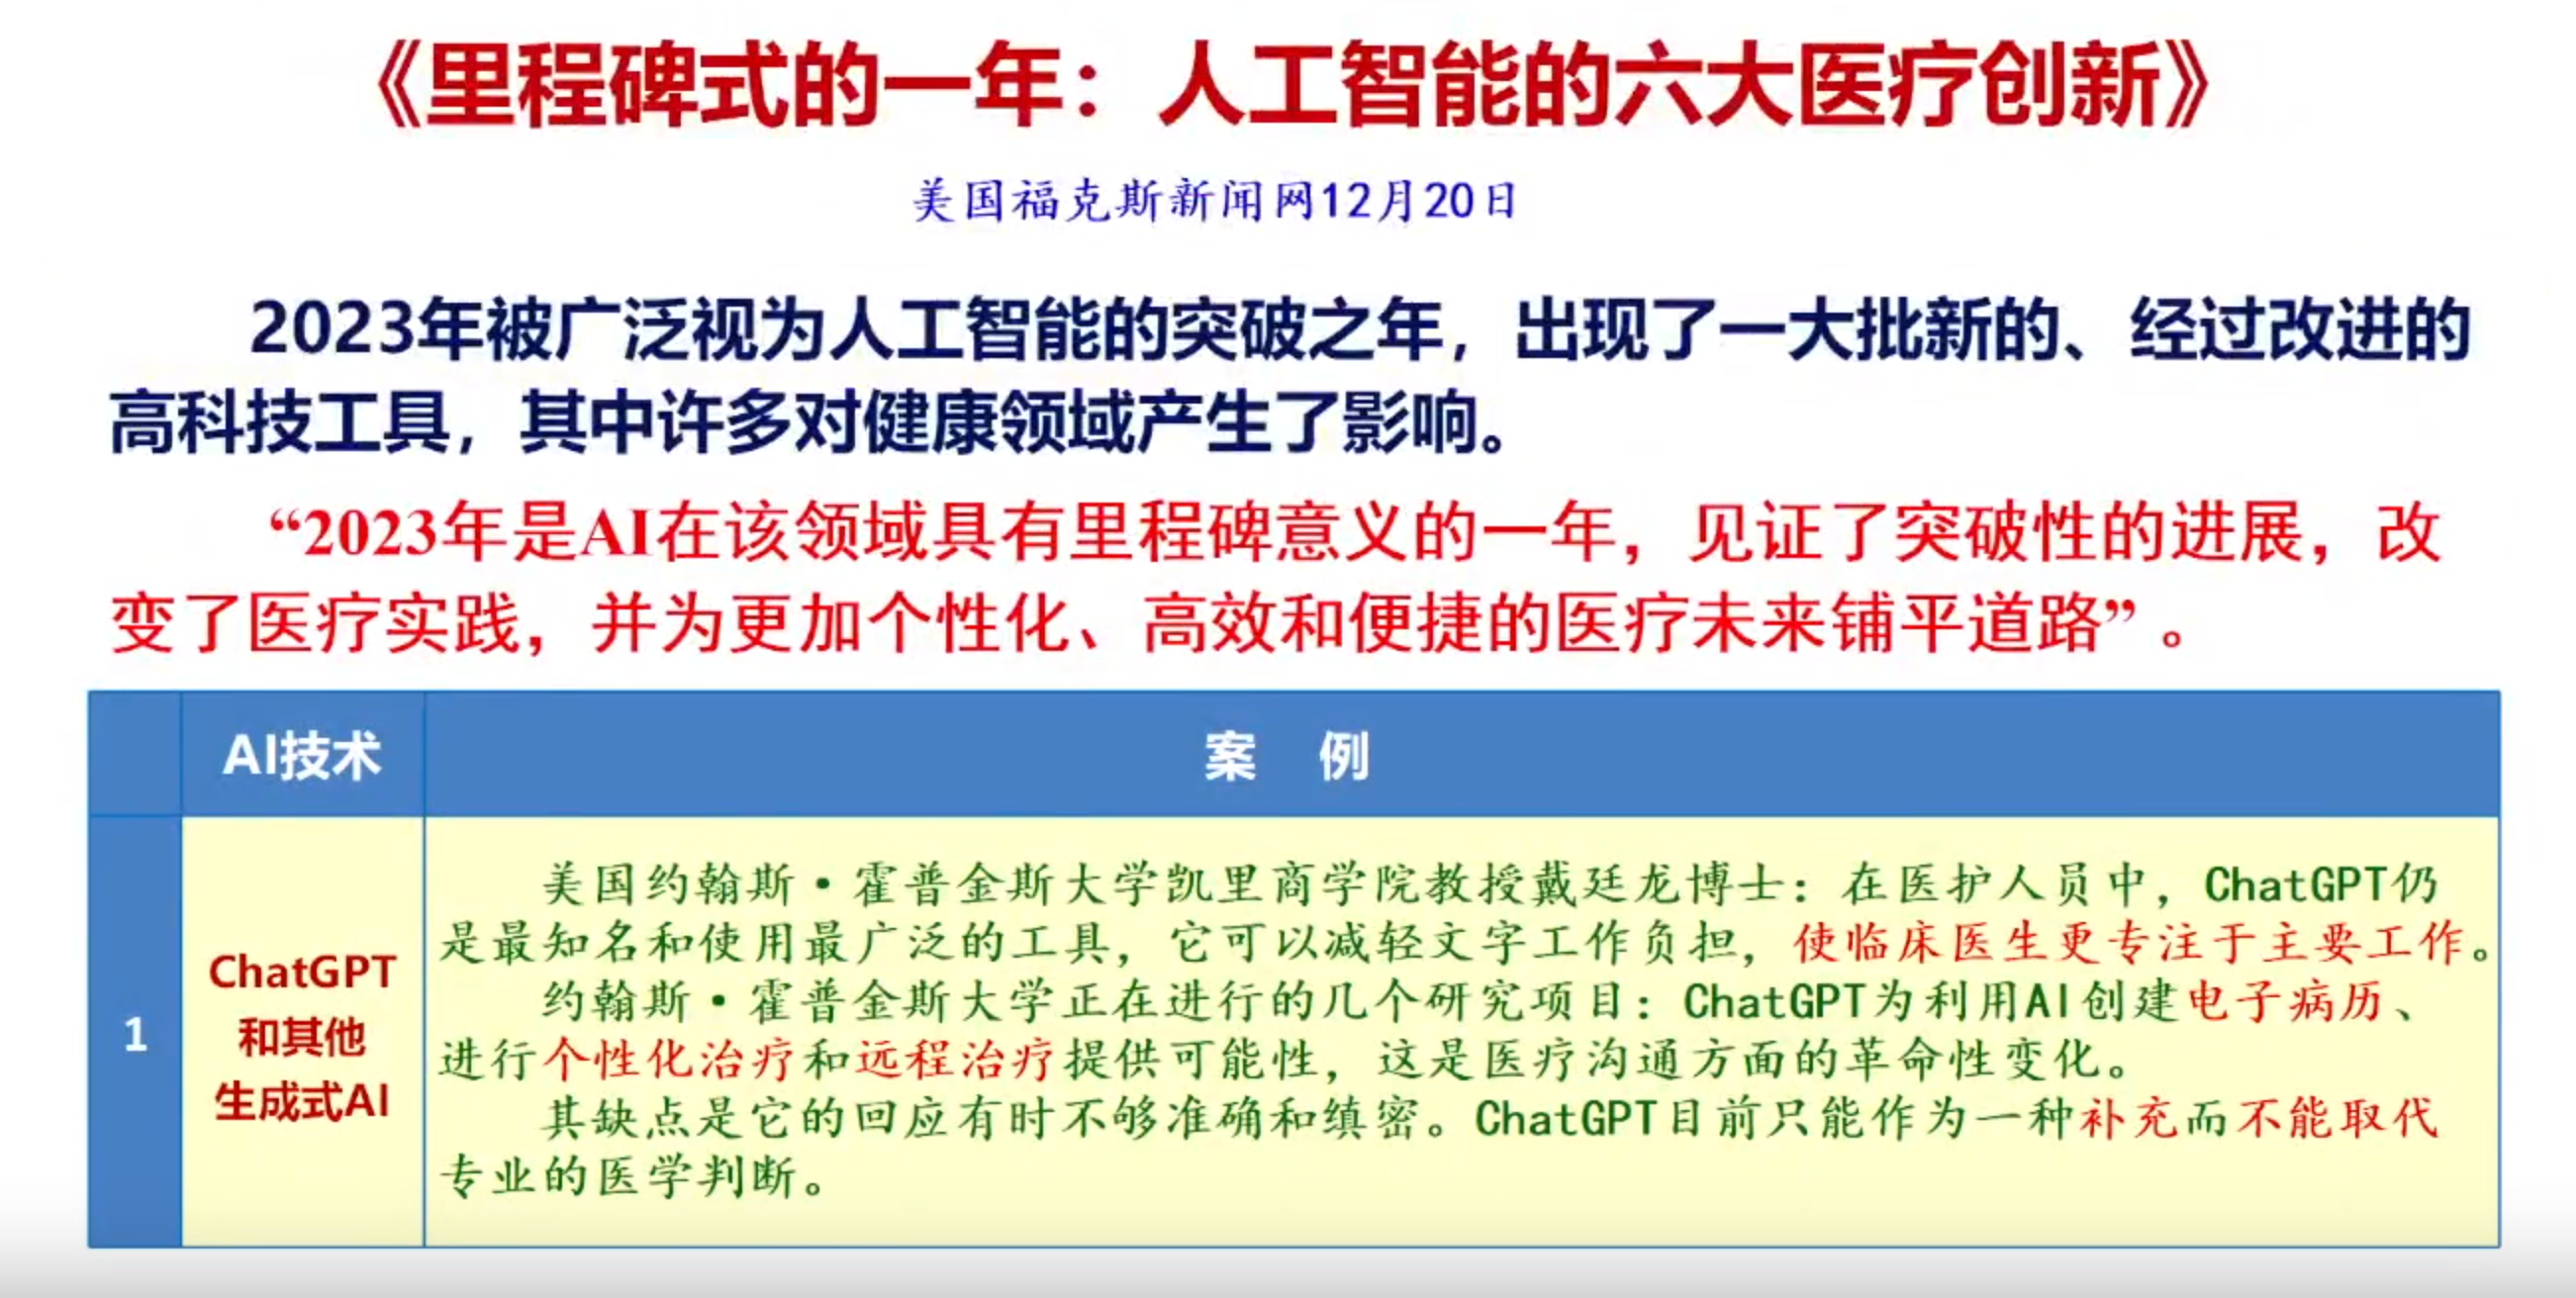 《里程碑式的一年：人工智能的六大医疗创新》
美国福克斯新闻网12月20日
2023年被广泛视为人工智能的突破之年，出现了一大批新的、经过改进的
高科技工具，其中许多对健康领域产生了影响。
“2023年是AI在该领域具有里程碑意义的一年，见证了突破性的进展，改
变了医疗实践，并为更加个性化、高效和便捷的医疗未来铺平道路”。
AI技术
案 例
1
ChatGPT
和其他
生成式AI
美国约翰斯·霍普金斯大学凯里商学院教授戴廷龙博士：在医护人员中，ChatGPT仍
是最知名和使用最广泛的工具，它可以减轻文字工作负担，使临床医生更专注于主要工作。
约翰斯·霍普金斯大学正在进行的几个研究项目：ChatGPT为利用AI创建电子病历、
进行个性化治疗和远程治疗提供可能性，这是医疗沟通方面的革命性变化。
其缺点是它的回应有时不够准确和缜密。ChatGPT目前只能作为一种补充而不能取代
专业的医学判断。